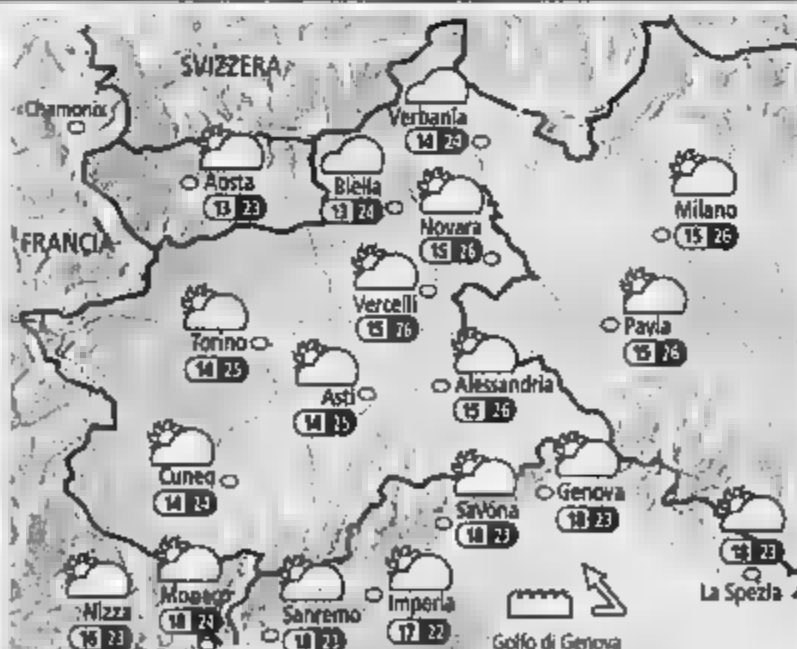 SVIZZERA
Chamonix
Verbania
14 24
Aosta
13 23
Biella
13 24
Novara
15 26
Milano
15 26
FRANCIA
Vercelli
15 26
Torino
14 25
Pavia
15 26
Asti
14 25
Alessandria
15 26
Cuneo
14 24
Savona
18 23
Genova
18 23
18 23
La Spezia
Nizza
16 23
Monaco
18 24
Sanremo
18 23
Imperia
17 22
Golfo di Genova